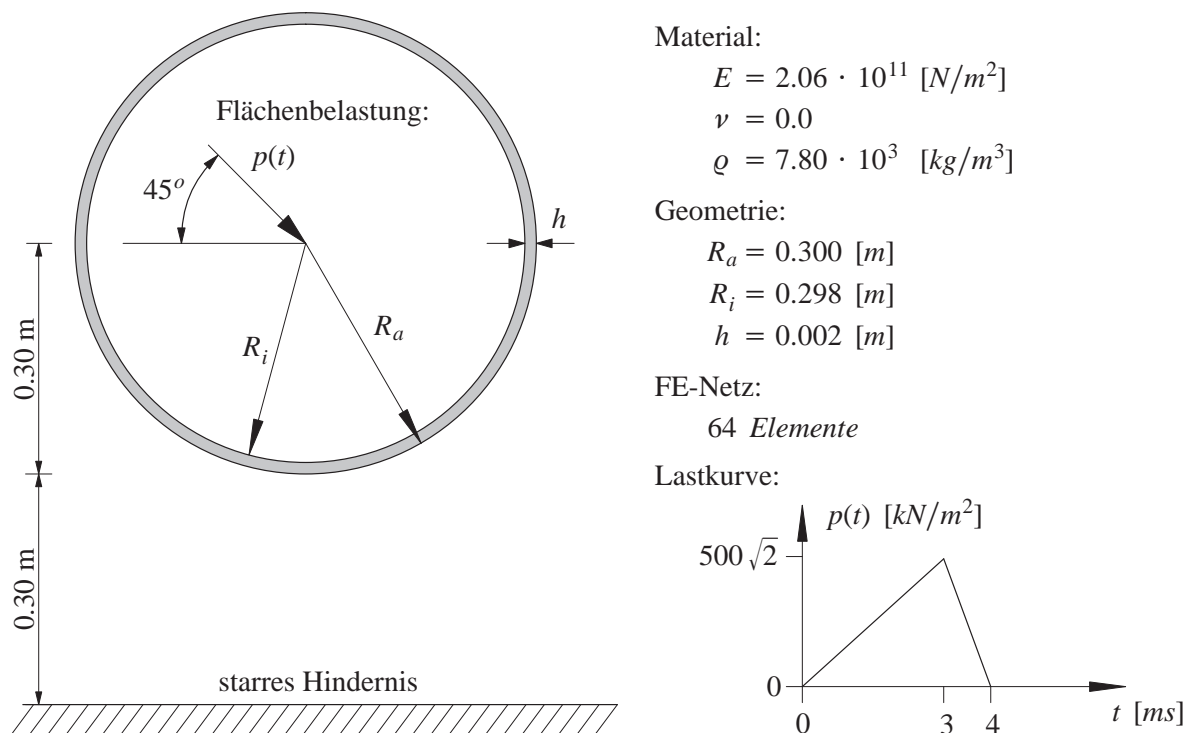 Flächenbelastung:
p(t)
45°
h
R_i
R_a
0.30 m
0.30 m
starres Hindernis
Material:
E = 2.06 · 10^11 [N/m^2]
ν = 0.0
ϱ = 7.80 · 10^3 [kg/m^3]
Geometrie:
R_a = 0.300 [m]
R_i = 0.298 [m]
h = 0.002 [m]
FE-Netz:
64 Elemente
Lastkurve:
p(t) [kN/m^2]
500 √2
0
0 3 4 t [ms]